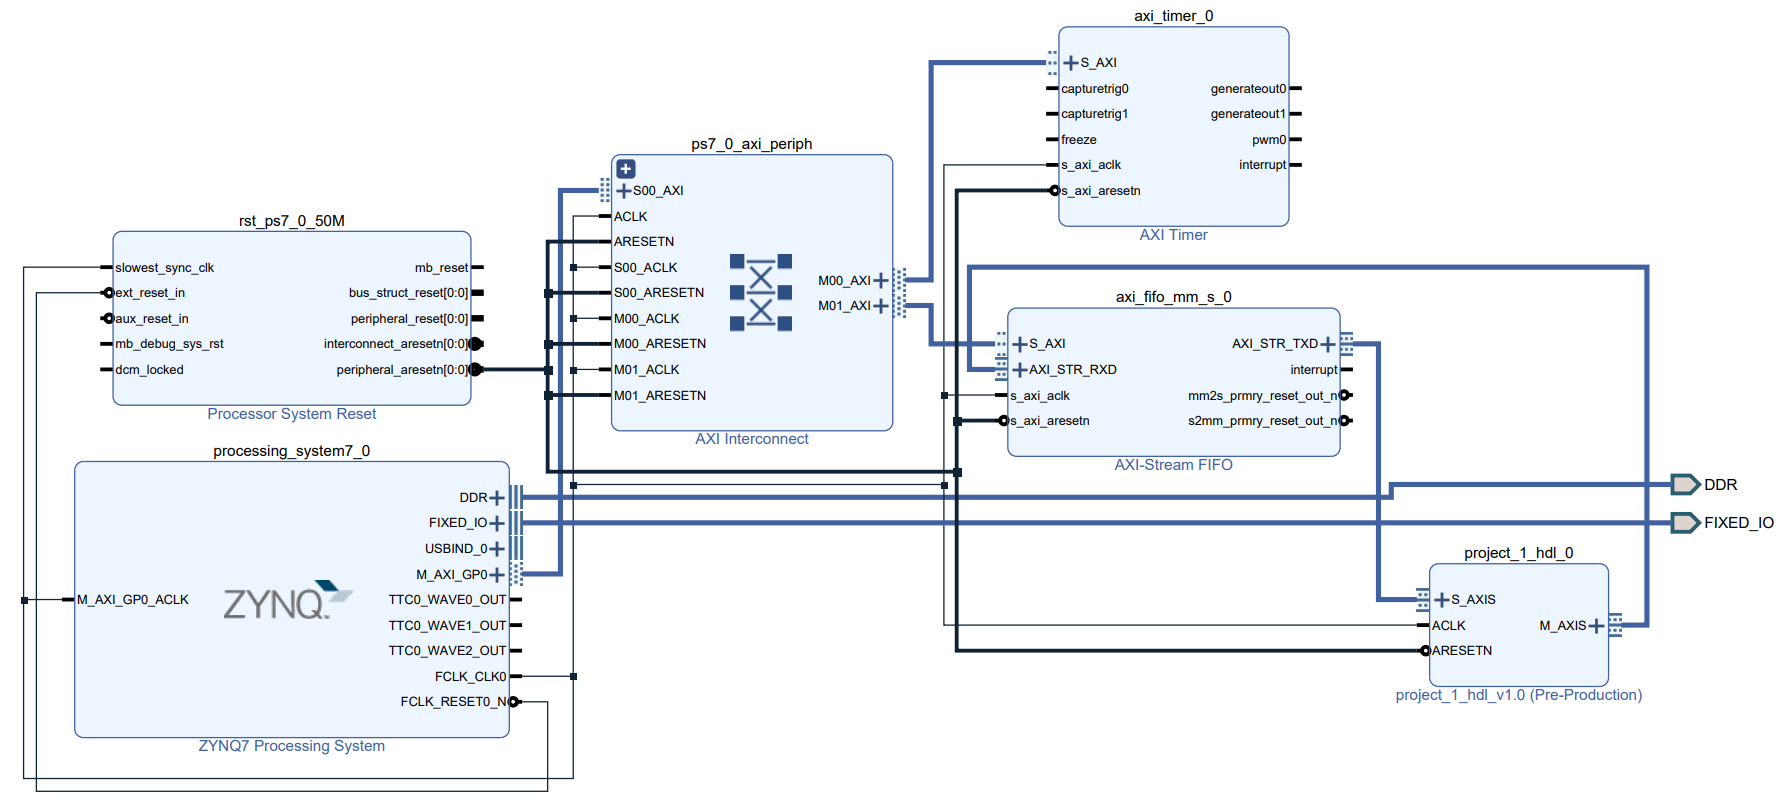 axi_timer_0
S_AXI
capturetrig0
capturetrig1
freeze
s_axi_aclk
s_axi_aresetn
generateout0
generateout1
pwm0
interrupt
AXI Timer
ps7_0_axi_periph
S00_AXI
ACLK
ARESETN
S00_ACLK
S00_ARESETN
M00_ACLK
M00_ARESETN
M01_ACLK
M01_ARESETN
M00_AXI
M01_AXI
AXI Interconnect
rst_ps7_0_50M
slowest_sync_clk
ext_reset_in
aux_reset_in
mb_debug_sys_rst
dcm_locked
mb_reset
bus_struct_reset[0:0]
peripheral_reset[0:0]
interconnect_aresetn[0:0]
peripheral_aresetn[0:0]
Processor System Reset
axi_fifo_mm_s_0
S_AXI
AXI_STR_RXD
s_axi_aclk
s_axi_aresetn
AXI_STR_TXD
interrupt
mm2s_prmry_reset_out_n
s2mm_prmry_reset_out_n
AXI-Stream FIFO
processing_system7_0
M_AXI_GP0_ACLK
ZYNQ
DDR
FIXED_IO
USBIND_0
M_AXI_GP0
TTC0_WAVE0_OUT
TTC0_WAVE1_OUT
TTC0_WAVE2_OUT
FCLK_CLK0
FCLK_RESET0_N
ZYNQ7 Processing System
DDR
FIXED_IO
project_1_hdl_0
S_AXIS
ACLK
ARESETN
M_AXIS
project_1_hdl_v1.0 (Pre-Production)